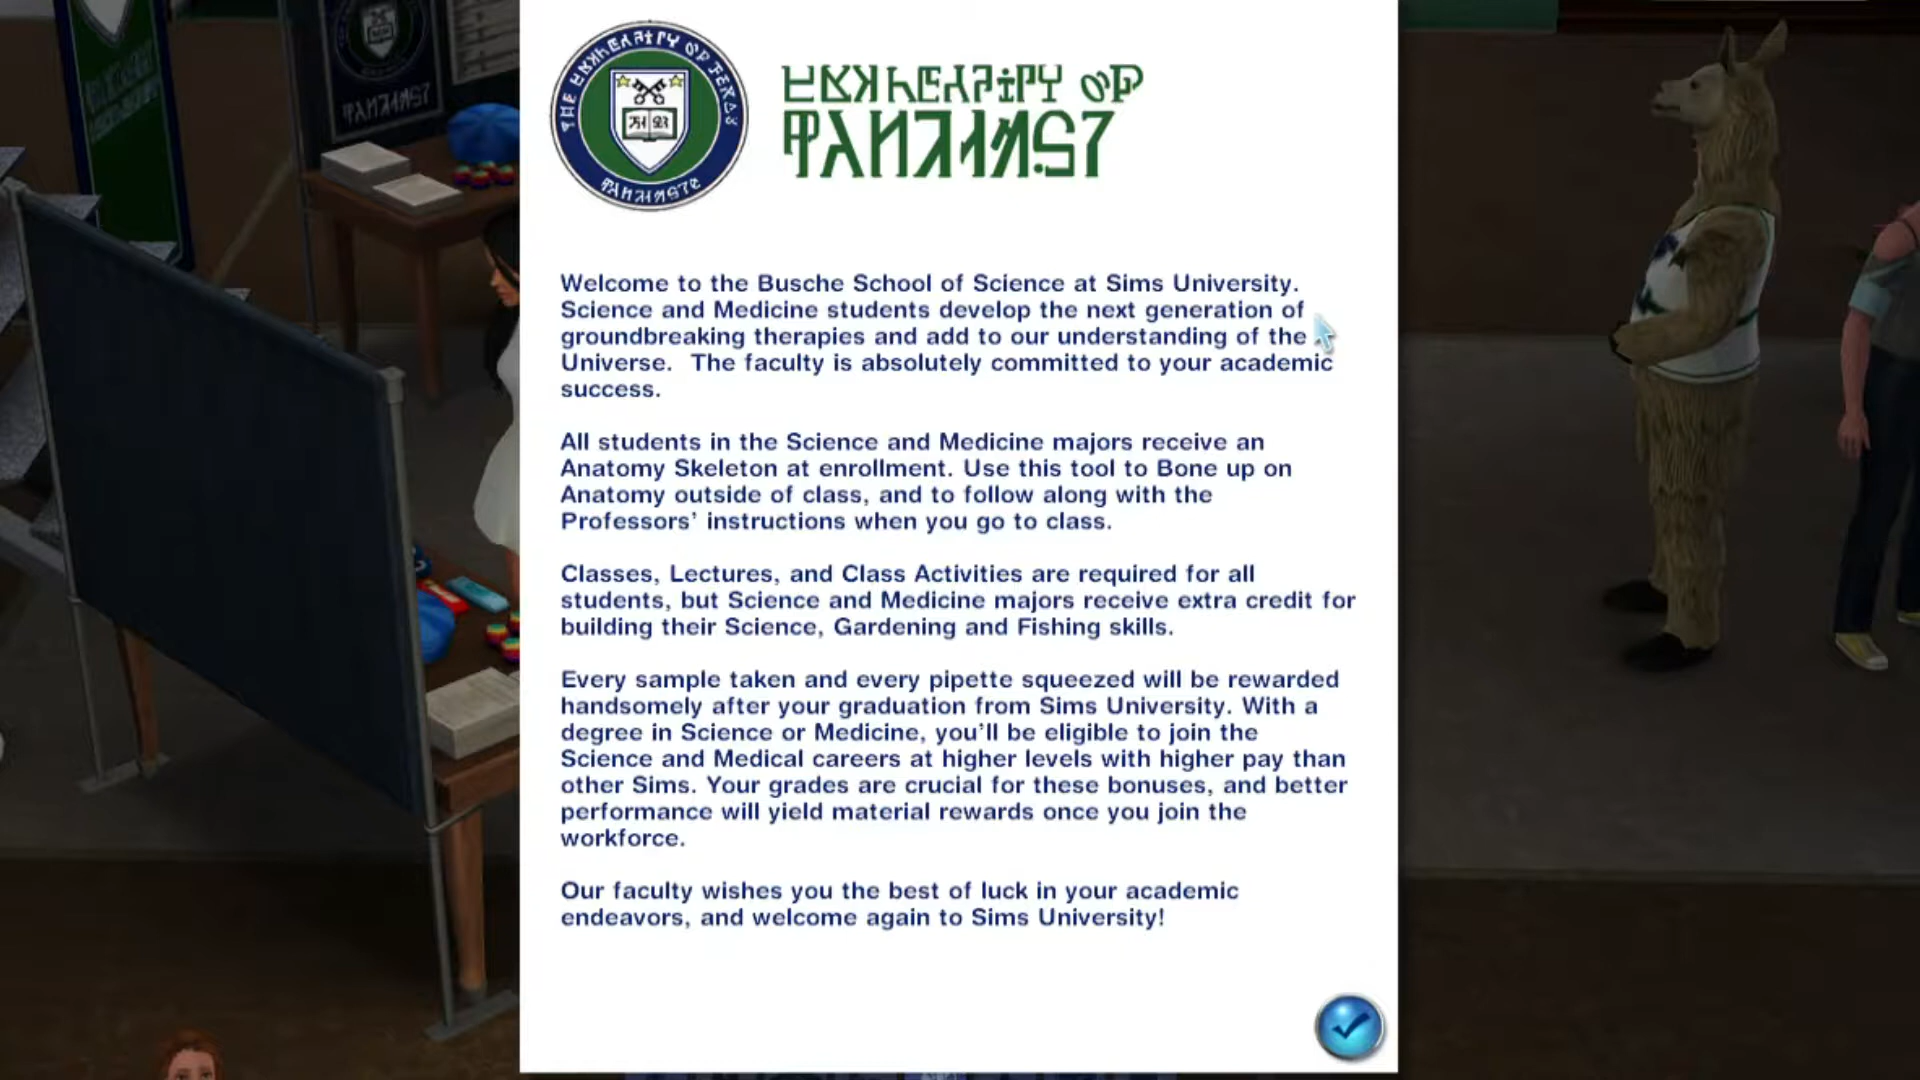 Welcome to the Busche School of Science at Sims University.
Science and Medicine students develop the next generation of
groundbreaking therapies and add to our understanding of the
Universe.  The faculty is absolutely committed to your academic
success.
All students in the Science and Medicine majors receive an
Anatomy Skeleton at enrollment. Use this tool to Bone up on
Anatomy outside of class, and to follow along with the
Professors’ instructions when you go to class.
Classes, Lectures, and Class Activities are required for all
students, but Science and Medicine majors receive extra credit for
building their Science, Gardening and Fishing skills.
Every sample taken and every pipette squeezed will be rewarded
handsomely after your graduation from Sims University. With a
degree in Science or Medicine, you’ll be eligible to join the
Science and Medical careers at higher levels with higher pay than
other Sims. Your grades are crucial for these bonuses, and better
performance will yield material rewards once you join the
workforce.
Our faculty wishes you the best of luck in your academic
endeavors, and welcome again to Sims University!